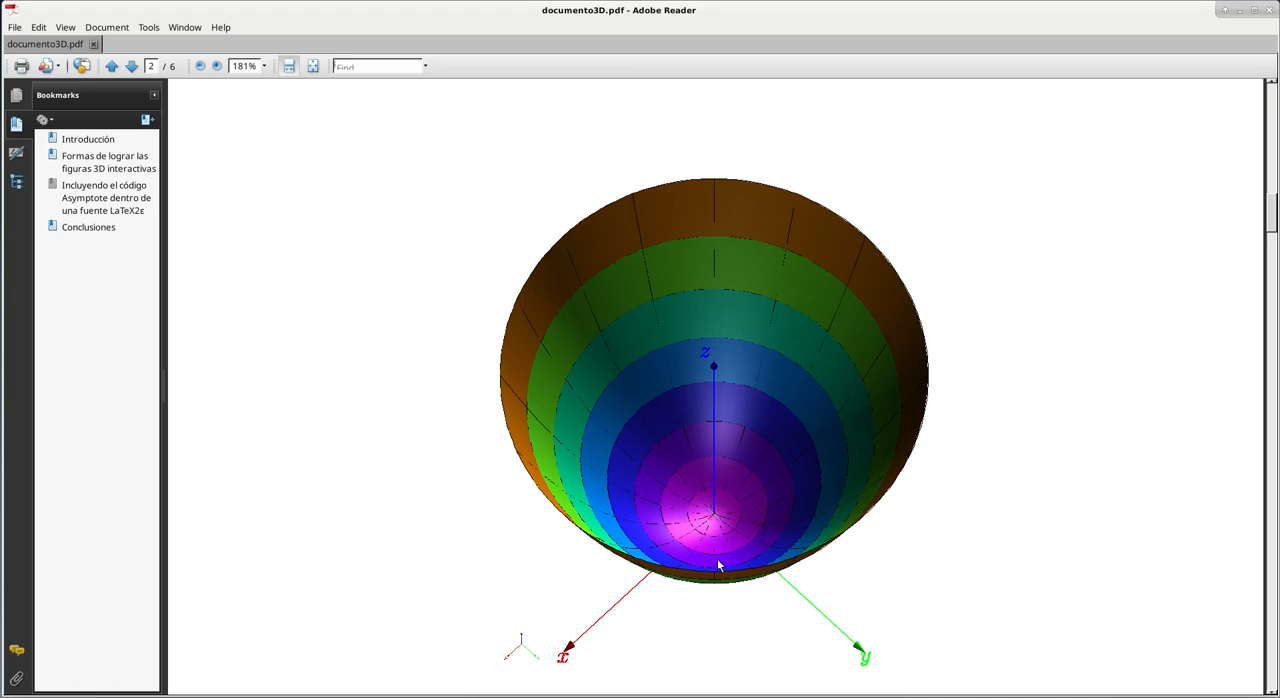 documento3D.pdf - Adobe Reader
File Edit View Document Tools Window Help
documento3D.pdf
2 / 6 181% Find
Bookmarks
Introducción
Formas de lograr las
figuras 3D interactivas
Incluyendo el código
Asymptote dentro de
una fuente LaTeX2ε
Conclusiones
z
x
y